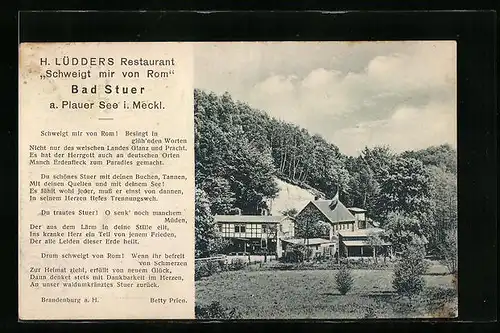 H. LÜDDERS Restaurant
„Schweigt mir von Rom"
Bad Stuer
a. Plauer See i. Meckl.
Schweigt mir von Rom! Besingt in
glüh'nden Worten
Nicht nur des welschen Landes Glanz und Pracht.
Es hat der Herrgott auch an deutschen Orten
Manch Erdenfleck zum Paradies gemacht.
Du schönes Stuer mit deinen Buchen, Tannen,
Mit deinen Quellen und mit deinem See!
Es fühlt wohl jeder, muß er einst von dannen,
In seinem Herzen tiefes Trennungsweh.
Du trautes Stuer! O senk' noch manchem
Müden,
Der aus dem Lärm in deine Stille eilt,
Ins kranke Herz ein Teil von jenem Frieden,
Der alle Leiden dieser Erde heilt.
Drum schweigt von Rom! Wenn ihr befreit
von Schmerzen
Zur Heimat zieht, erfüllt von neuem Glück,
Dann denket stets mit Dankbarkeit im Herzen,
An unser waldumkränztes Stuer zurück.
Brandenburg a. H. Betty Prien.